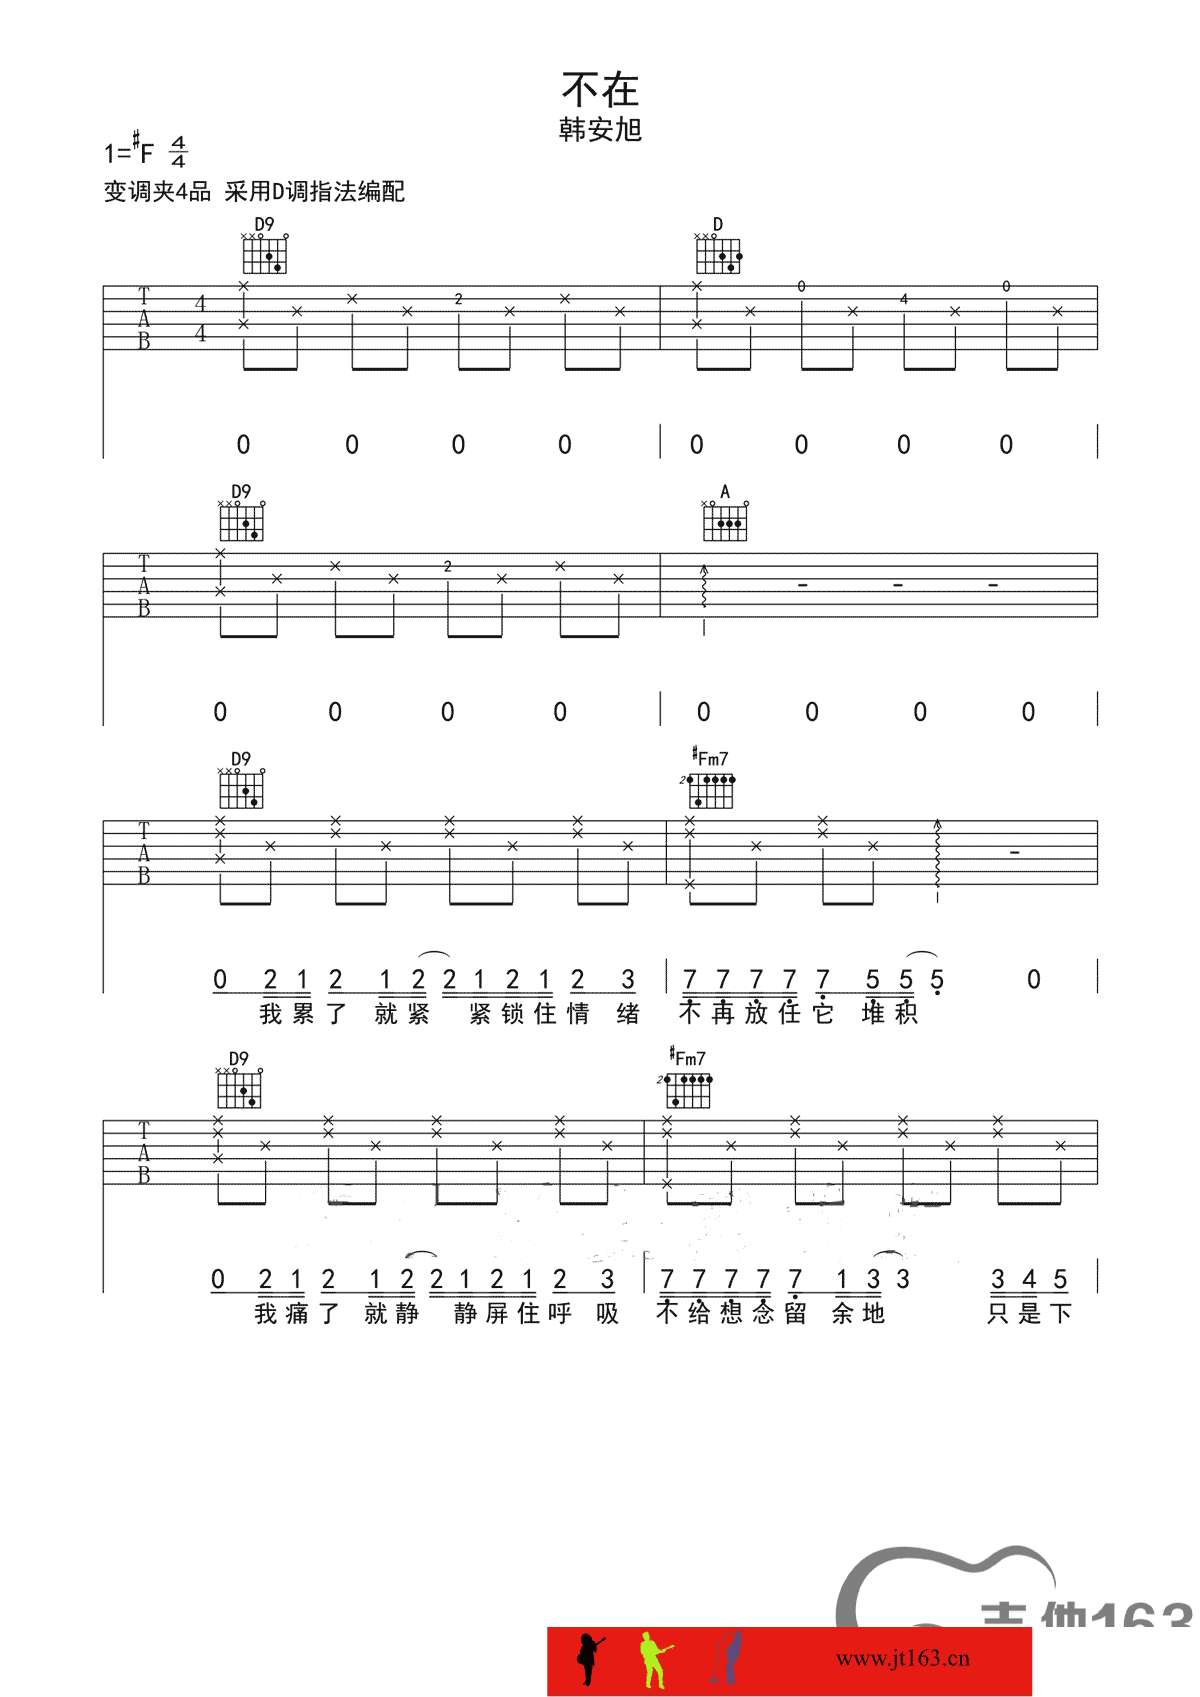 不在
韩安旭
1=#F 4/4
变调夹4品 采用D调指法编配
D9 D
T A B 4 4 2 0 4 0
0 0 0 0 0 0 0 0
D9 A
T A B 2 - - -
0 0 0 0 0 0 0 0
D9 #Fm7
2
T A B -
0 2 1 2 1 2 2 1 2 1 2 3 7 7 7 7 7 5 5 5 0
我累了 就紧 紧锁住情 绪 不再放任它 堆积
D9 #Fm7
2
T A B
0 2 1 2 1 2 2 1 2 1 2 3 7 7 7 7 7 1 3 3 3 4 5
我痛了 就静 静屏住呼 吸 不给想念留 余地 只是下
吉他163
www.jt163.cn